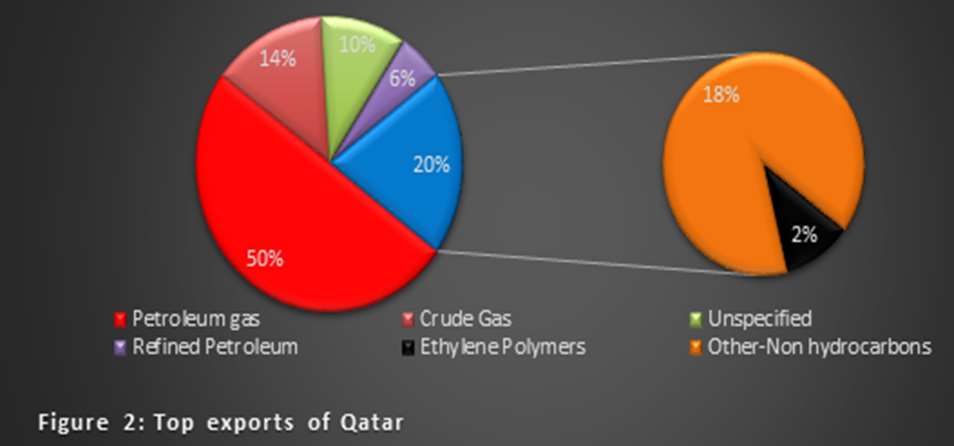 10%
14%
6%
18%
20%
2%
50%
Petroleum gas Crude Gas Unspecified
Refined Petroleum Ethylene Polymers Other-Non hydrocarbons
Figure 2: Top exports of Qatar